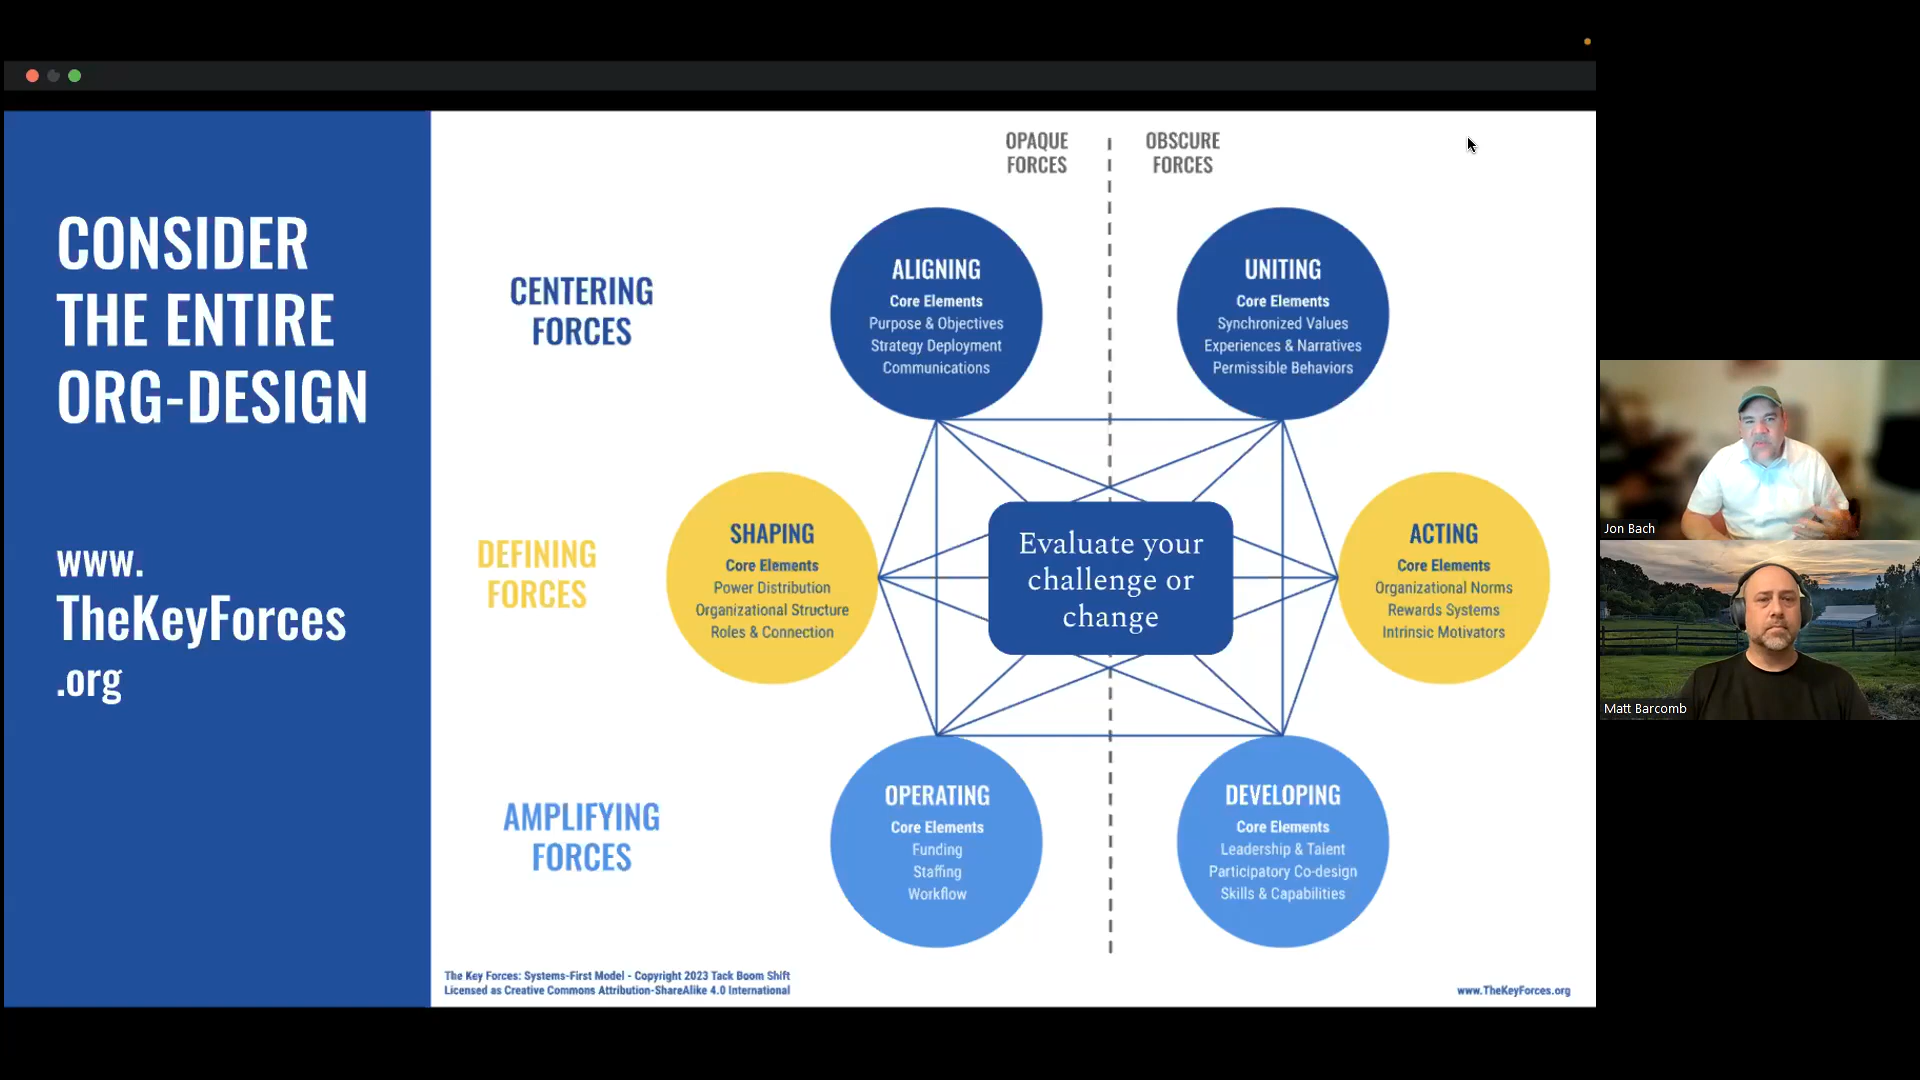 CONSIDER
THE ENTIRE
ORG-DESIGN
www.
TheKeyForces
.org
OPAQUE
FORCES
OBSCURE
FORCES
CENTERING
FORCES
ALIGNING
Core Elements
Purpose & Objectives
Strategy Deployment
Communications
UNITING
Core Elements
Synchronized Values
Experiences & Narratives
Permissible Behaviors
DEFINING
FORCES
SHAPING
Core Elements
Power Distribution
Organizational Structure
Roles & Connection
Evaluate your
challenge or
change
ACTING
Core Elements
Organizational Norms
Rewards Systems
Intrinsic Motivators
AMPLIFYING
FORCES
OPERATING
Core Elements
Funding
Staffing
Workflow
DEVELOPING
Core Elements
Leadership & Talent
Participatory Co-design
Skills & Capabilities
The Key Forces: Systems-First Model - Copyright 2023 Tack Boom Shift
Licensed as Creative Commons Attribution-ShareAlike 4.0 International
www.TheKeyForces.org
Jon Bach
Matt Barcomb